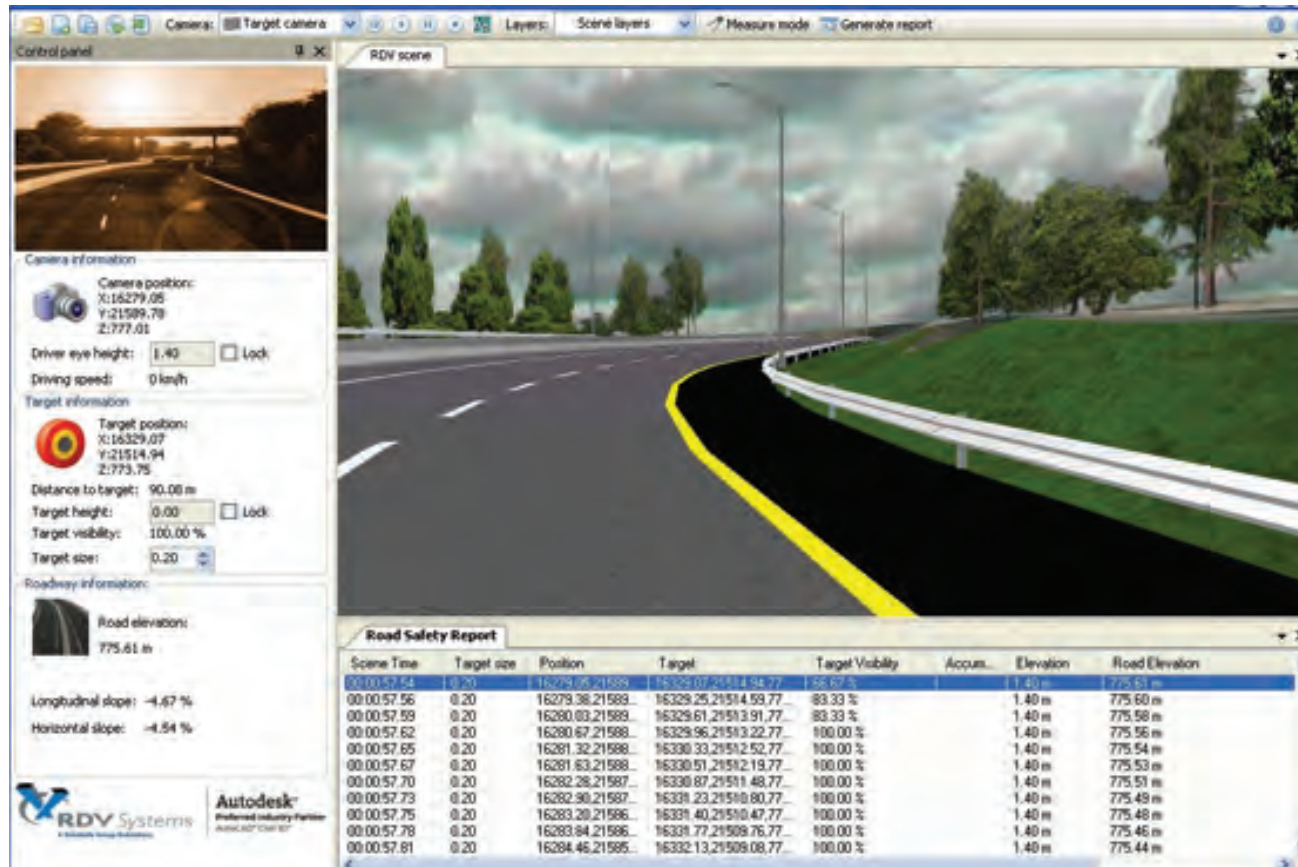 Camera: Target camera Layers: Scene layers Measure mode Generate report
Control panel
RDV scene
Camera information
Camera position:
X:16279.05
Y:21589.78
Z:777.01
Driver eye height: 1.40 Lock
Driving speed: 0 km/h
Target information
Target position:
X:16329.07
Y:21514.94
Z:773.75
Distance to target: 90.08 m
Target height: 0.00 Lock
Target visibility: 100.00 %
Target size: 0.20
Roadway information:
Road elevation:
775.61 m
Longitudinal slope: -4.67 %
Horizontal slope: -4.54 %
RDV Systems
Autodesk
Preferred Industry Partner
Road Safety Report
Scene Time Target size Position Target Target Visibility Accum... Elevation Road Elevation
00:00:57.54 0.20 16279.05,21589... 16329.07,21514.94,77... 66.67 % 1.40 m 775.61 m
00:00:57.56 0.20 16279.38,21589... 16329.25,21514.59,77... 83.33 % 1.40 m 775.60 m
00:00:57.59 0.20 16280.03,21589... 16329.61,21513.91,77... 83.33 % 1.40 m 775.58 m
00:00:57.62 0.20 16280.67,21588... 16329.96,21513.22,77... 100.00 % 1.40 m 775.56 m
00:00:57.65 0.20 16281.32,21588... 16330.33,21512.52,77... 100.00 % 1.40 m 775.54 m
00:00:57.67 0.20 16281.63,21588... 16330.51,21512.19,77... 100.00 % 1.40 m 775.53 m
00:00:57.70 0.20 16282.28,21587... 16330.87,21511.48,77... 100.00 % 1.40 m 775.51 m
00:00:57.73 0.20 16282.90,21587... 16331.23,21510.80,77... 100.00 % 1.40 m 775.49 m
00:00:57.75 0.20 16283.20,21586... 16331.40,21510.47,77... 100.00 % 1.40 m 775.48 m
00:00:57.78 0.20 16283.84,21586... 16331.77,21509.76,77... 100.00 % 1.40 m 775.46 m
00:00:57.81 0.20 16284.46,21585... 16332.13,21509.08,77... 100.00 % 1.40 m 775.44 m